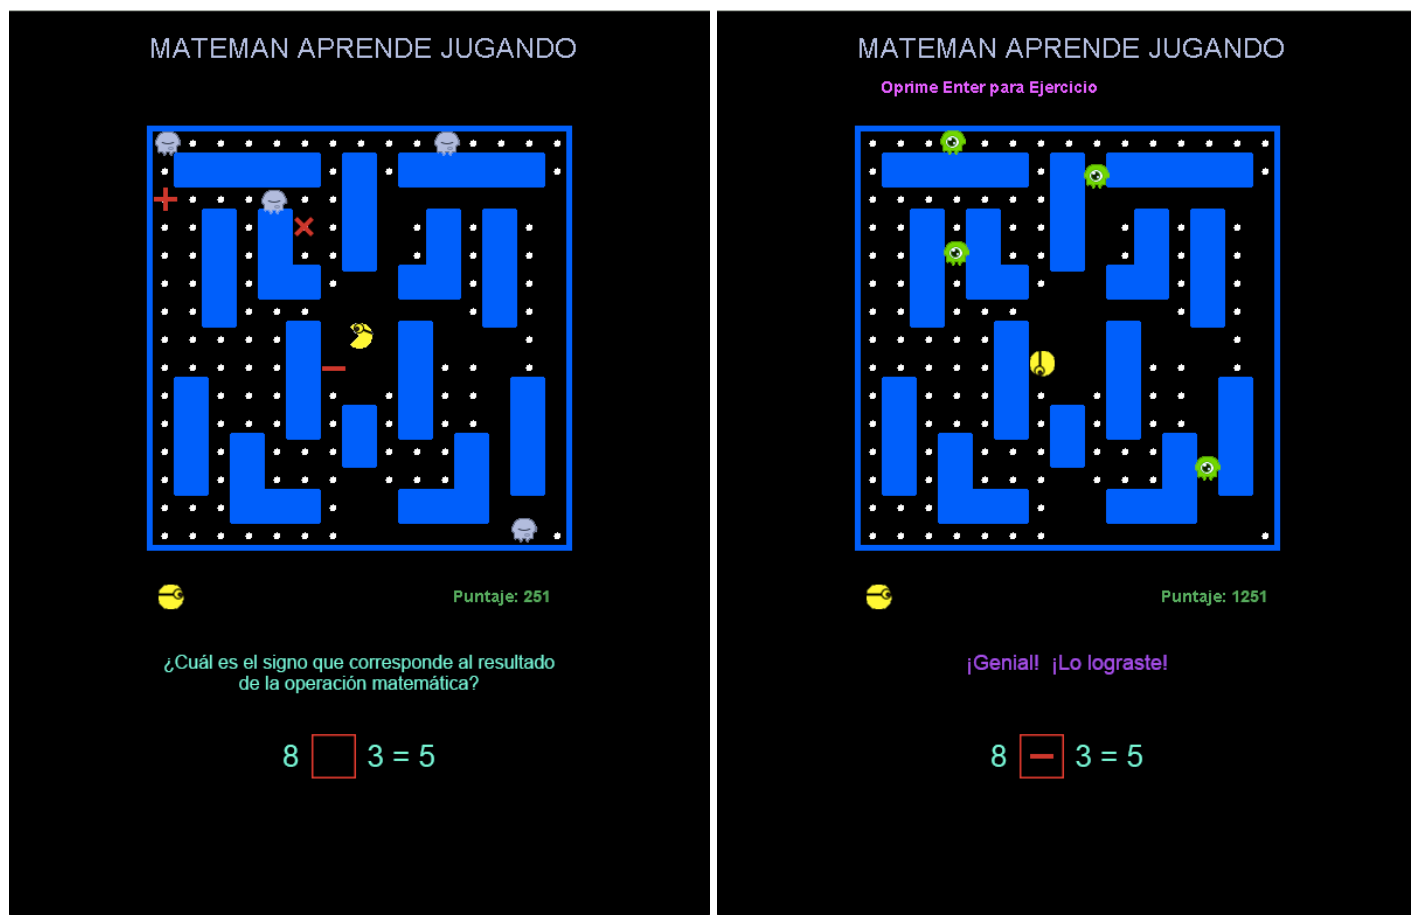 MATEMAN APRENDE JUGANDO
Puntaje: 251
¿Cuál es el signo que corresponde al resultado
de la operación matemática?
8 3 = 5
MATEMAN APRENDE JUGANDO
Oprime Enter para Ejercicio
Puntaje: 1251
¡Genial! ¡Lo lograste!
8 − 3 = 5